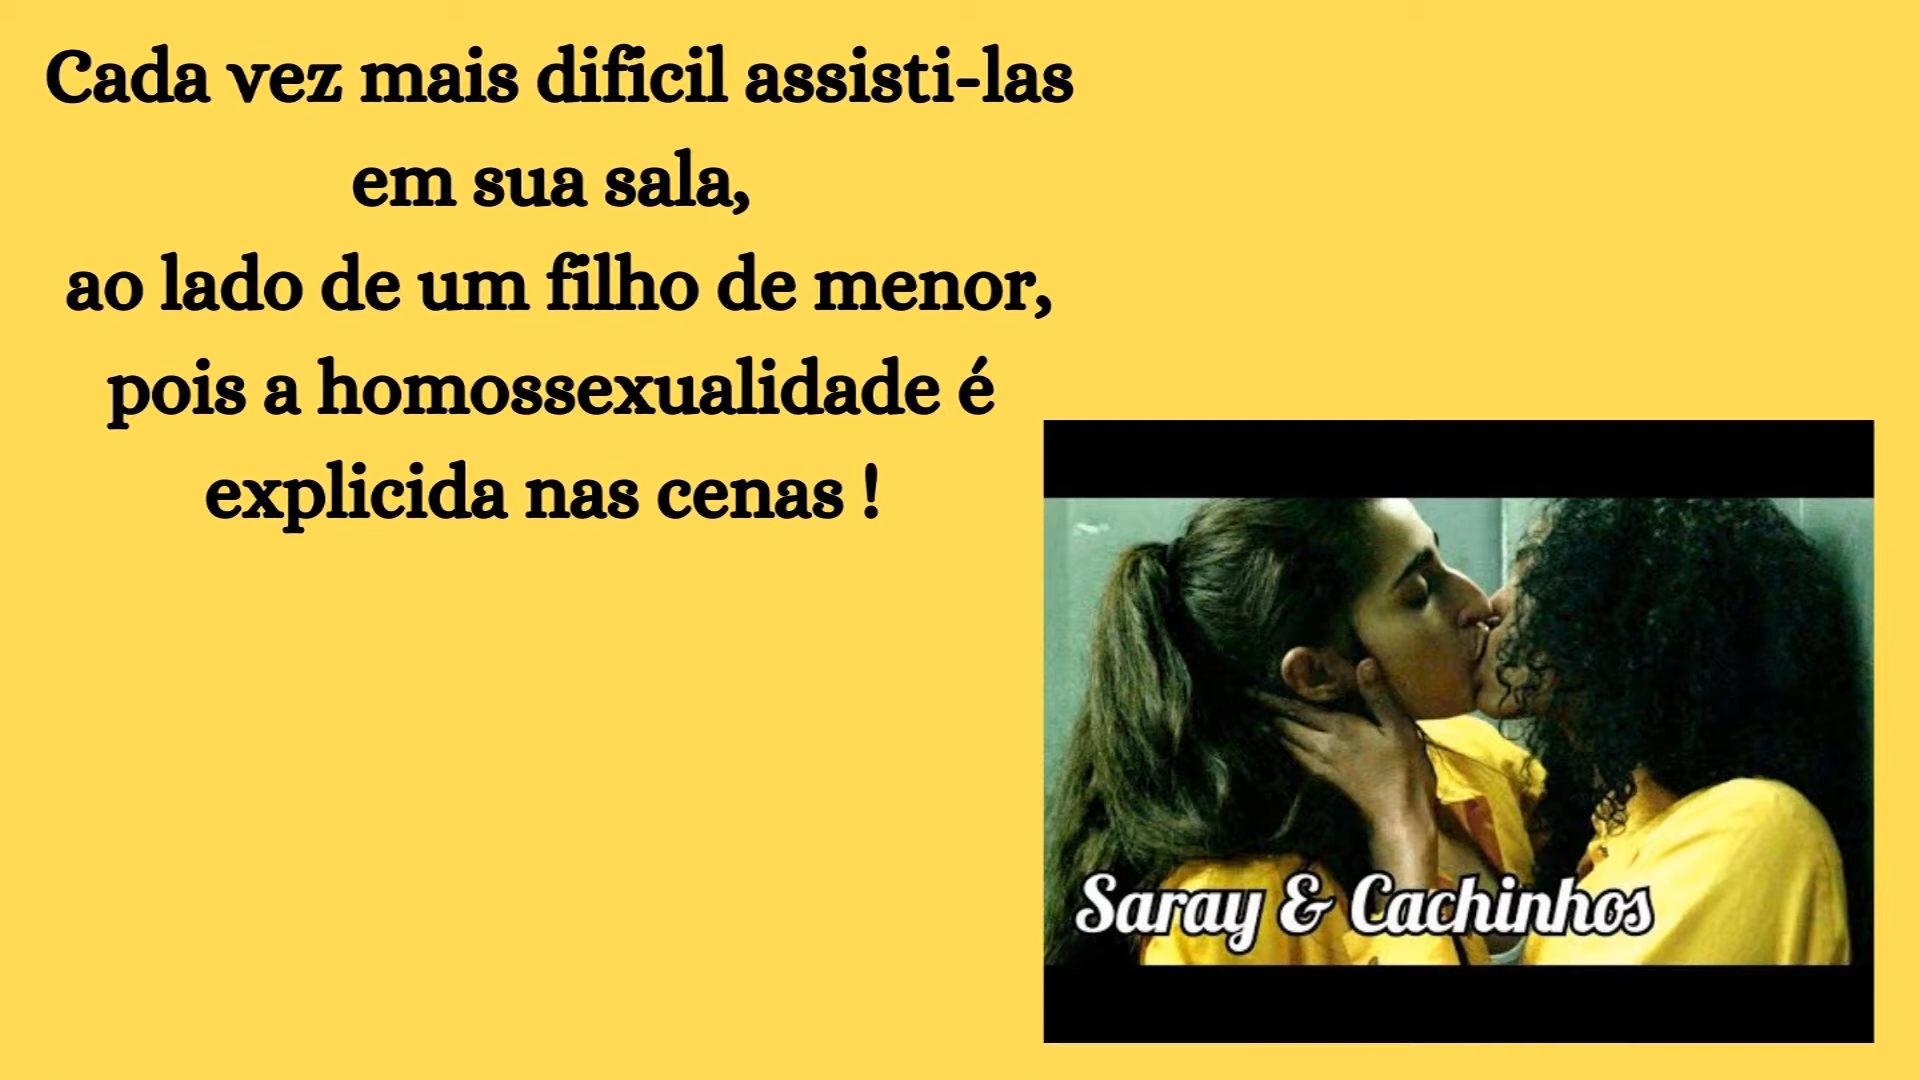 Cada vez mais dificil assisti-las
em sua sala,
ao lado de um filho de menor,
pois a homossexualidade é
explicida nas cenas !
Saray & Cachinhos